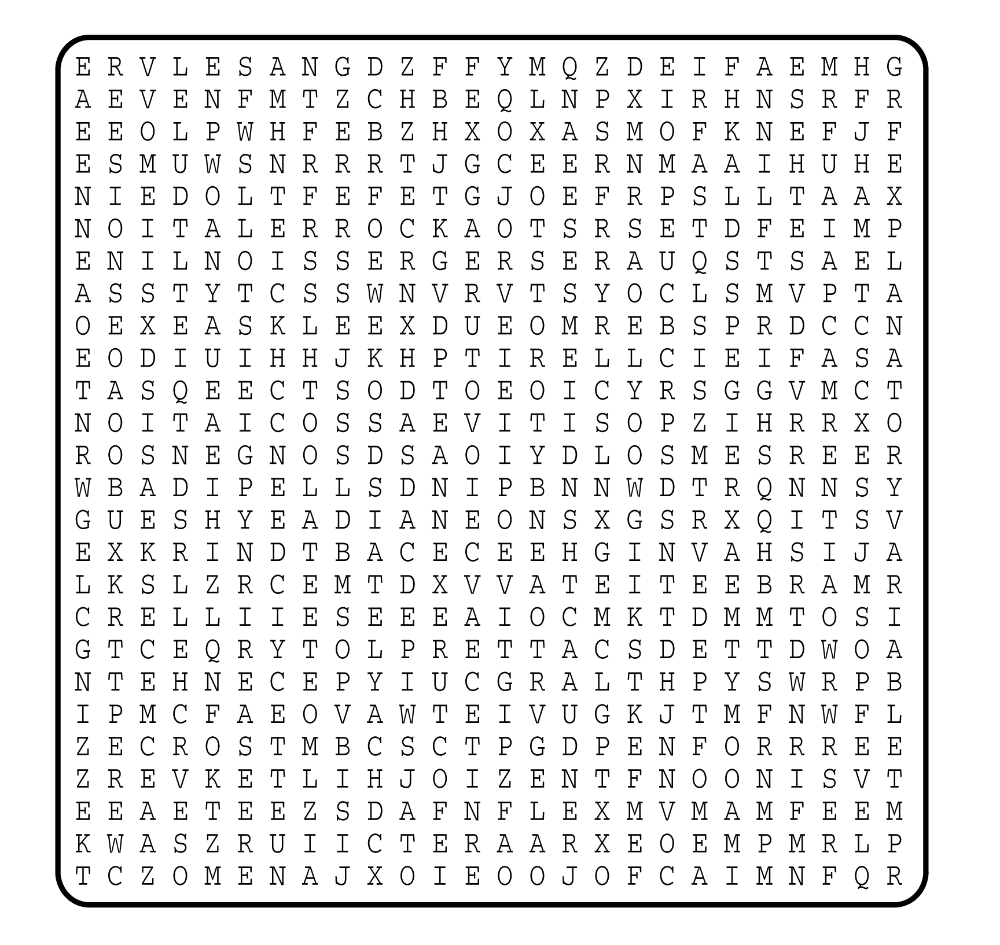 E R V L E S A N G D Z F F Y M Q Z D E I F A E M H G
A E V E N F M T Z C H B E Q L N P X I R H N S R F R
E E O L P W H F E B Z H X O X A S M O F K N E F J F
E S M U W S N R R R T J G C E E R N M A A I H U H E
N I E D O L T F E F E T G J O E F R P S L L T A A X
N O I T A L E R R O C K A O T S R S E T D F E I M P
E N I L N O I S S E R G E R S E R A U Q S T S A E L
A S S T Y T C S S W N V R V T S Y O C L S M V P T A
O E X E A S K L E E X D U E O M R E B S P R D C C N
E O D I U I H H J K H P T I R E L L C I E I F A S A
T A S Q E E C T S O D T O E O I C Y R S G G V M C T
N O I T A I C O S S A E V I T I S O P Z I H R R X O
R O S N E G N O S D S A O I Y D L O S M E S R E E R
W B A D I P E L L S D N I P B N N W D T R Q N N S Y
G U E S H Y E A D I A N E O N S X G S R X Q I T S V
E X K R I N D T B A C E C E E H G I N V A H S I J A
L K S L Z R C E M T D X V V A T E I T E E B R A M R
C R E L L I I E S E E E A I O C M K T D M M T O S I
G T C E Q R Y T O L P R E T T A C S D E T T D W O A
N T E H N E C E P Y I U C G R A L T H P Y S W R P B
I P M C F A E O V A W T E I V U G K J T M F N W F L
Z E C R O S T M B C S C T P G D P E N F O R R R E E
Z R E V K E T L I H J O I Z E N T F N O O N I S V T
E E A E T E E Z S D A F N F L E X M V M A M F E E M
K W A S Z R U I I C T E R A A R X E O E M P M R L P
T C Z O M E N A J X O I E O O J O F C A I M N F Q R